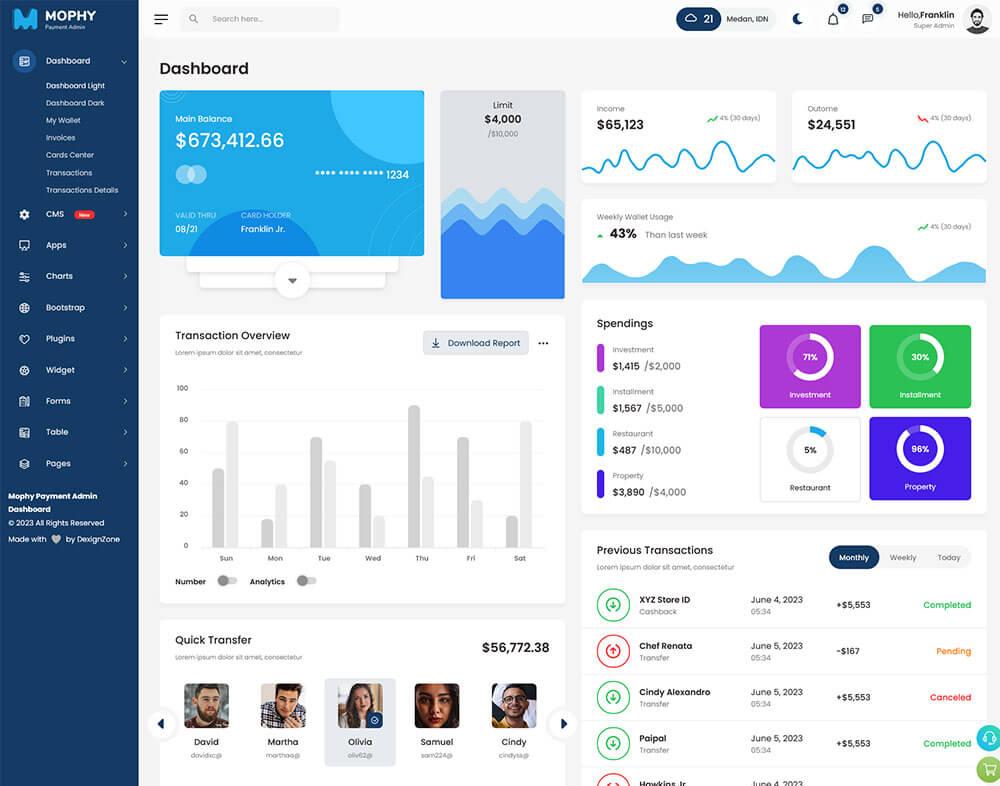 MOPHY
Payment Admin
Search here...
21
Medan, IDN
12
5
Hello,Franklin
Super Admin
Dashboard
Dashboard Light
Dashboard Dark
My Wallet
Invoices
Cards Center
Transactions
Transactions Details
CMS New
Apps
Charts
Bootstrap
Plugins
Widget
Forms
Table
Pages
Mophy Payment Admin
Dashboard
© 2023 All Rights Reserved
Made with by DexignZone
Dashboard
Main Balance
$673,412.66
•••• •••• •••• 1234
VALID THRU CARD HOLDER
08/21 Franklin Jr.
Limit
$4,000
/$10,000
Income
$65,123
4% (30 days)
Outome
$24,551
4% (30 days)
Weekly Wallet Usage
43% Than last week
4% (30 days)
Transaction Overview
Lorem ipsum dolor sit amet, consectetur
Download Report
100
80
60
40
20
0
Sun Mon Tue Wed Thu Fri Sat
Number Analytics
Spendings
Investment
$1,415 /$2,000
Installment
$1,567 /$5,000
Restaurant
$487 /$10,000
Property
$3,890 /$4,000
71%
Investment
30%
Installment
5%
Restaurant
96%
Property
Quick Transfer
Lorem ipsum dolor sit amet, consectetur
$56,772.38
David
davidxc@
Martha
marthaa@
Olivia
oliv62@
Samuel
sam224@
Cindy
cindyss@
Previous Transactions
Lorem ipsum dolor sit amet, consectetur
Monthly Weekly Today
XYZ Store ID June 4, 2023 +$5,553 Completed
Cashback 05:34
Chef Renata June 5, 2023 -$167 Pending
Transfer 05:34
Cindy Alexandro June 5, 2023 +$5,553 Canceled
Transfer 05:34
Paipal June 5, 2023 +$5,553 Completed
Transfer 05:34
Hawkins Jr. June 4, 2023